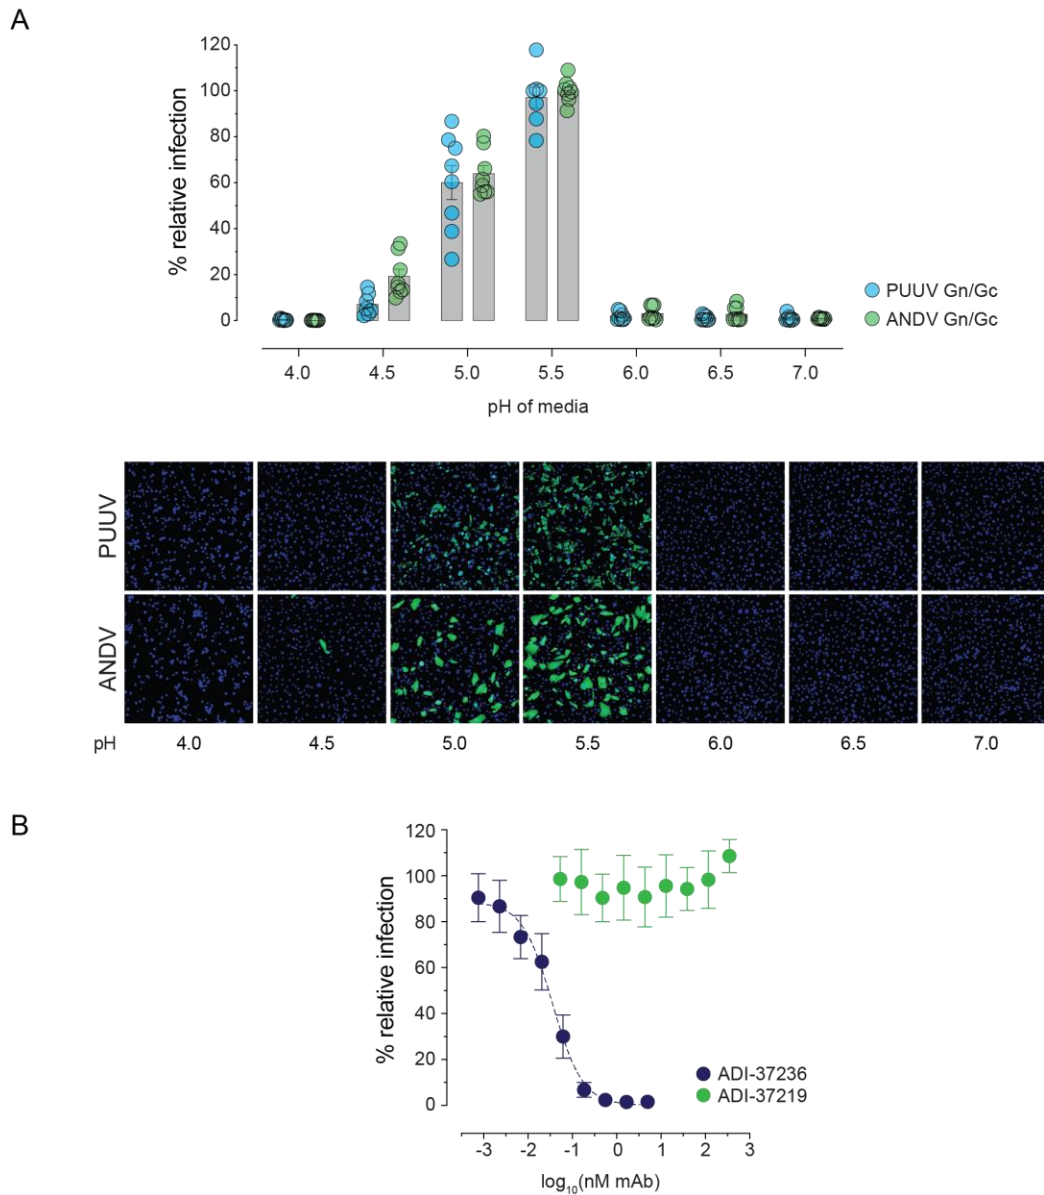 A
120
100
80
60
40
20
0
% relative infection
PUUV Gn/Gc
ANDV Gn/Gc
4.0 4.5 5.0 5.5 6.0 6.5 7.0
pH of media
PUUV
ANDV
pH 4.0 4.5 5.0 5.5 6.0 6.5 7.0
B
120
100
80
60
40
20
0
% relative infection
ADI-37236
ADI-37219
-3 -2 -1 0 1 2 3
log10(nM mAb)